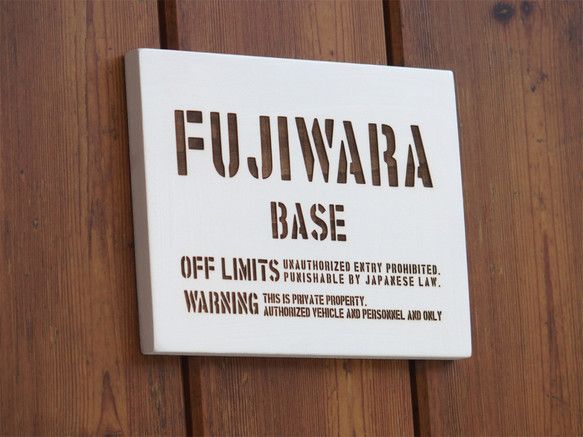 FUJIWARA
BASE
OFF LIMITS UNAUTHORIZED ENTRY PROHIBITED.
PUNISHABLE BY JAPANESE LAW.
WARNING THIS IS PRIVATE PROPERTY.
AUTHORIZED VEHICLE AND PERSONNEL AND ONLY